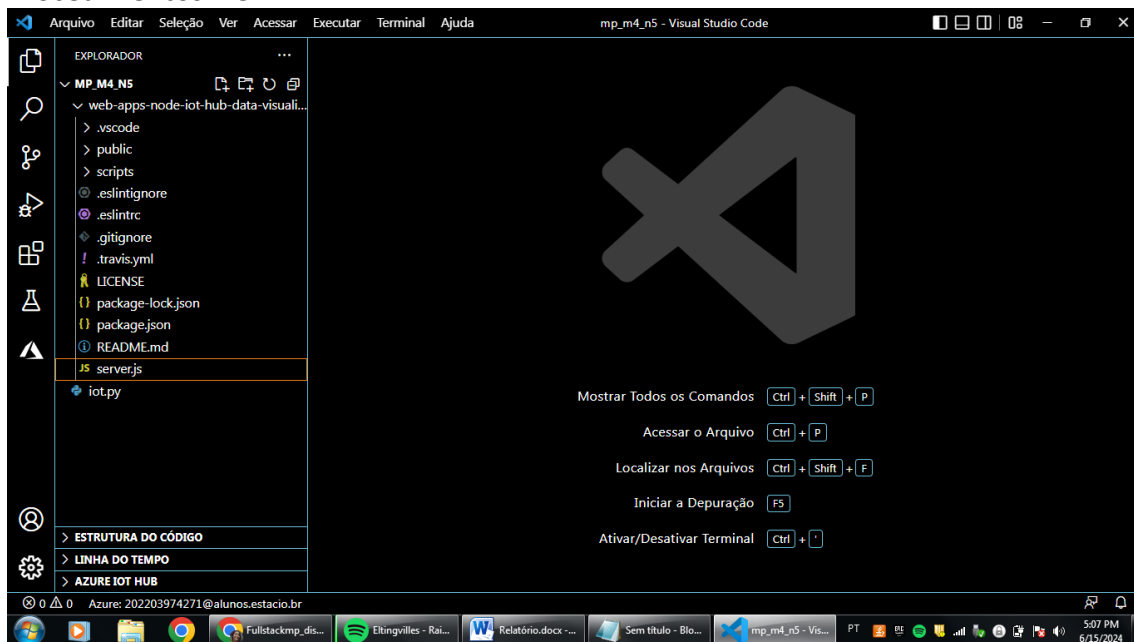 Arquivo Editar Seleção Ver Acessar Executar Terminal Ajuda mp_m4_n5 - Visual Studio Code
EXPLORADOR ...
MP_M4_N5
web-apps-node-iot-hub-data-visuali...
.vscode
public
scripts
.eslintignore
.eslintrc
.gitignore
.travis.yml
LICENSE
package-lock.json
package.json
README.md
JS server.js
iot.py
Mostrar Todos os Comandos Ctrl + Shift + P
Acessar o Arquivo Ctrl + P
Localizar nos Arquivos Ctrl + Shift + F
Iniciar a Depuração F5
Ativar/Desativar Terminal Ctrl + '
ESTRUTURA DO CÓDIGO
LINHA DO TEMPO
AZURE IOT HUB
0 0 Azure: 202203974271@alunos.estacio.br
Fullstackmp_dis... Eltingvilles - Rai... Relatório.docx -... Sem título - Blo... mp_m4_n5 - Vis... PT 5:07 PM
6/15/2024